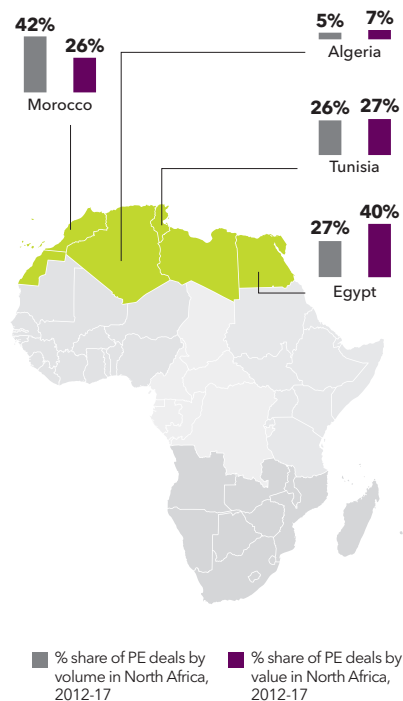 42%
26%
Morocco
5%
7%
Algeria
26%
27%
Tunisia
27%
40%
Egypt
% share of PE deals by
volume in North Africa,
2012-17
% share of PE deals by
value in North Africa,
2012-17